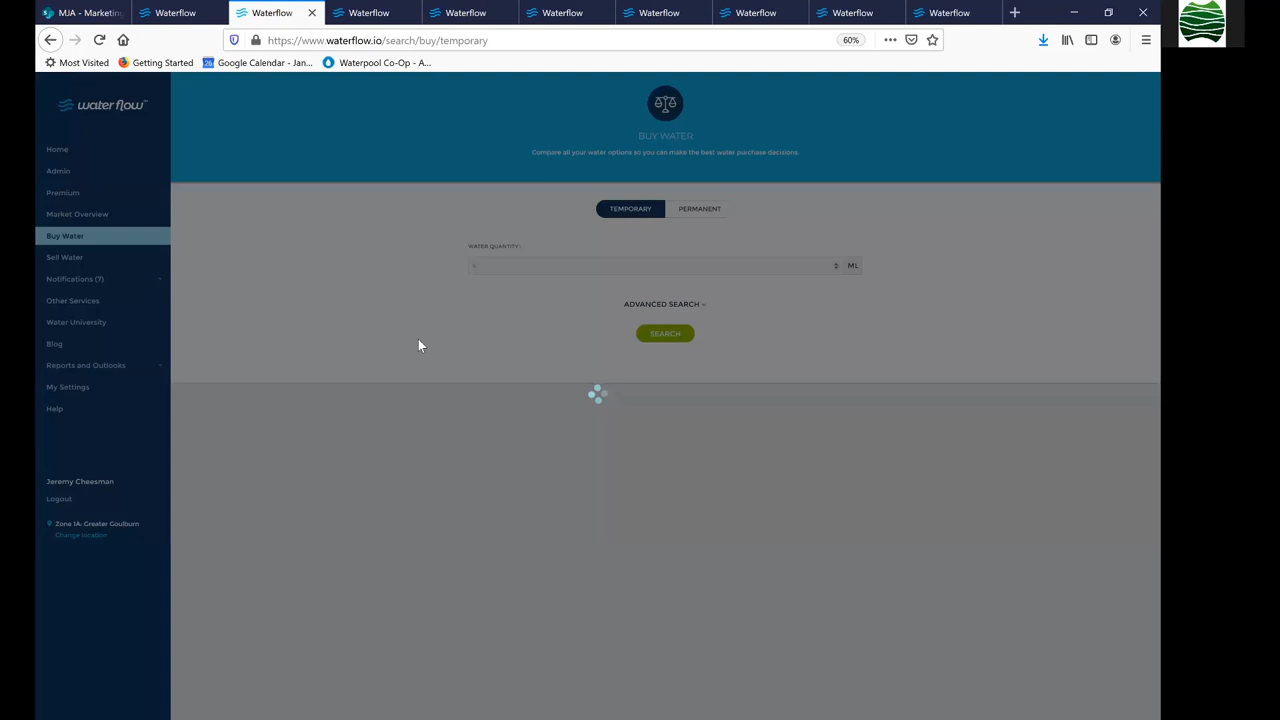 MJA - Marketing
Waterflow
Waterflow
Waterflow
Waterflow
Waterflow
Waterflow
Waterflow
Waterflow
Waterflow
https://www.waterflow.io/search/buy/temporary
60%
Most Visited
Getting Started
Google Calendar - Jan...
Waterpool Co-Op - A...
water flow™
Home
Admin
Premium
Market Overview
Buy Water
Sell Water
Notifications (7)
Other Services
Water University
Blog
Reports and Outlooks
My Settings
Help
Jeremy Cheesman
Logout
Zone 1A: Greater Goulburn
Change location
BUY WATER
Compare all your water options so you can make the best water purchase decisions.
TEMPORARY
PERMANENT
WATER QUANTITY:
ML
ADVANCED SEARCH
SEARCH